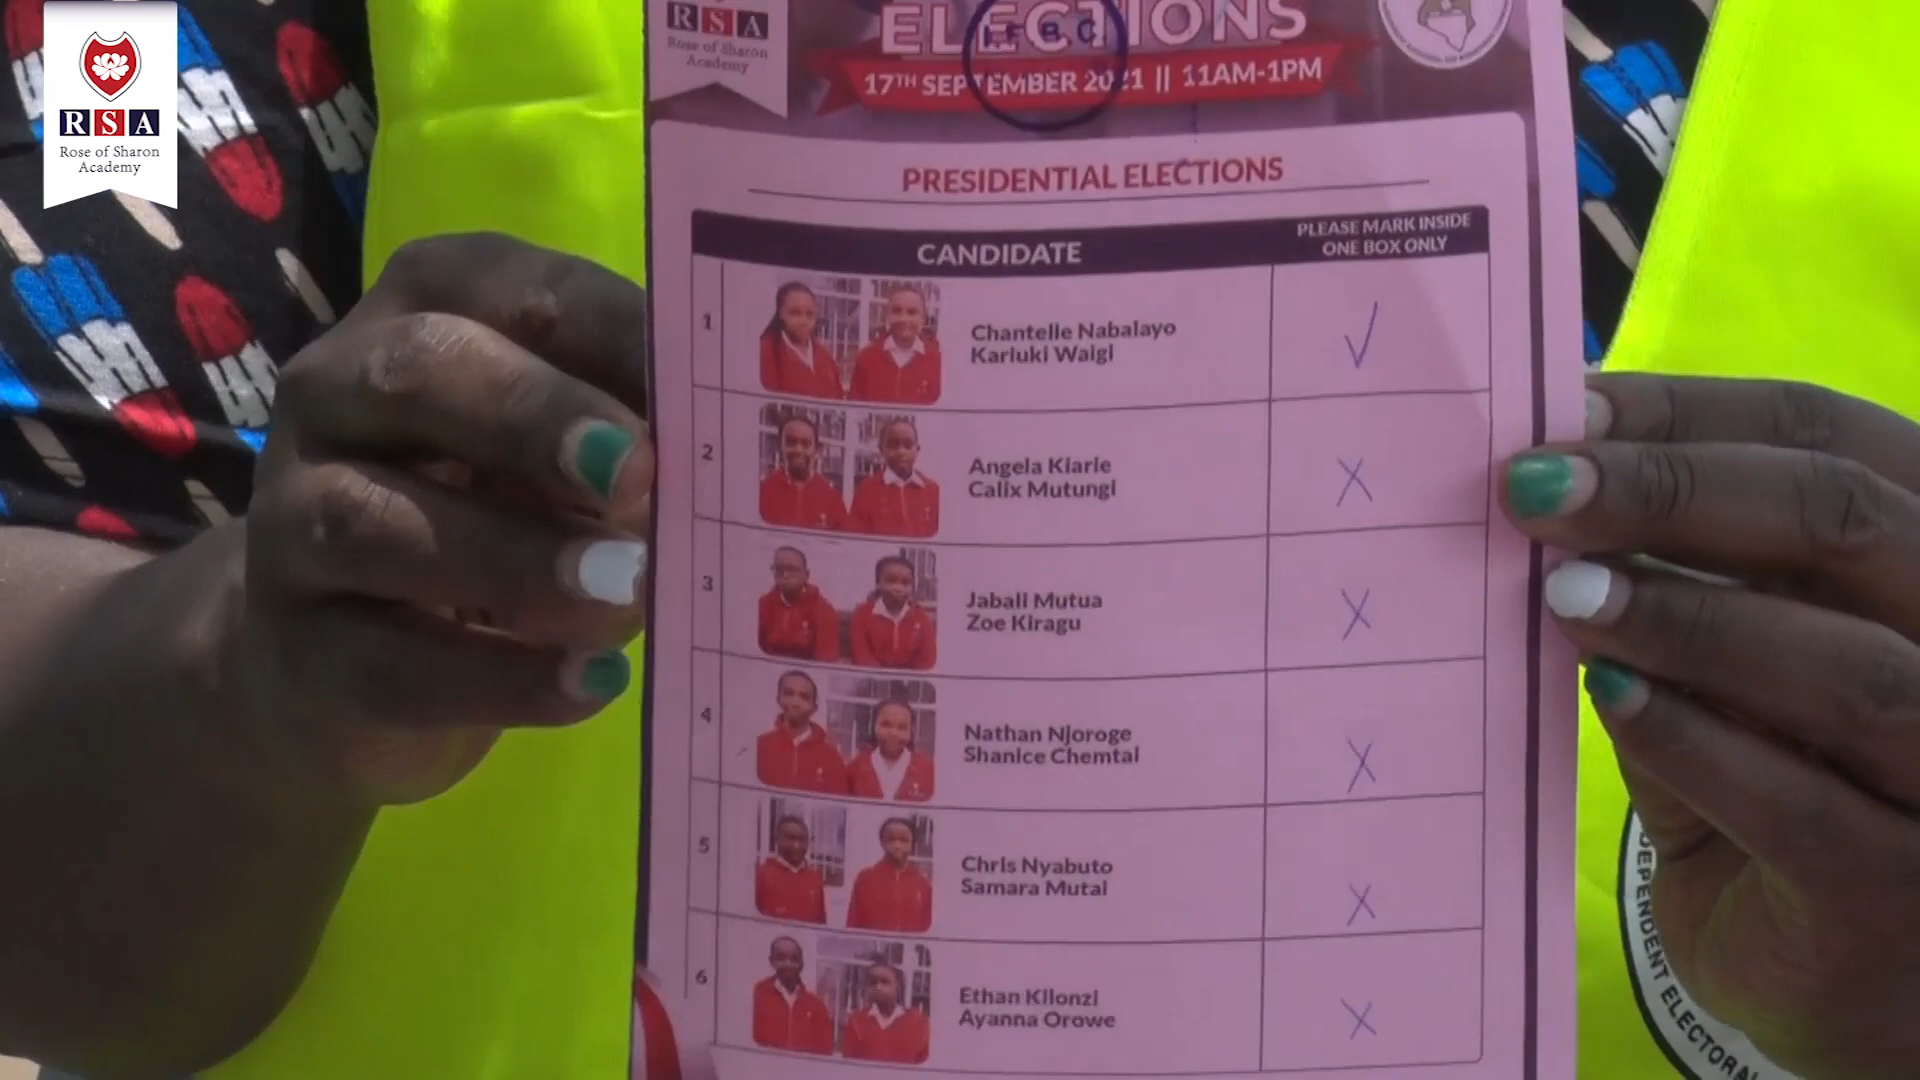 RSA
Rose of Sharon
Academy
RSA
Rose of Sharon
Academy
ELECTIONS
17TH SEPTEMBER 2021 || 11AM-1PM
PRESIDENTIAL ELECTIONS
CANDIDATE
PLEASE MARK INSIDE
ONE BOX ONLY
1
Chantelle Nabalayo
Kariuki Waigi
2
Angela Kiarie
Calix Mutungi
3
Jabali Mutua
Zoe Kiragu
4
Nathan Njoroge
Shanice Chemtai
5
Chris Nyabuto
Samara Mutai
6
Ethan Kilonzi
Ayanna Orowe
DEPENDENT ELECTORAL